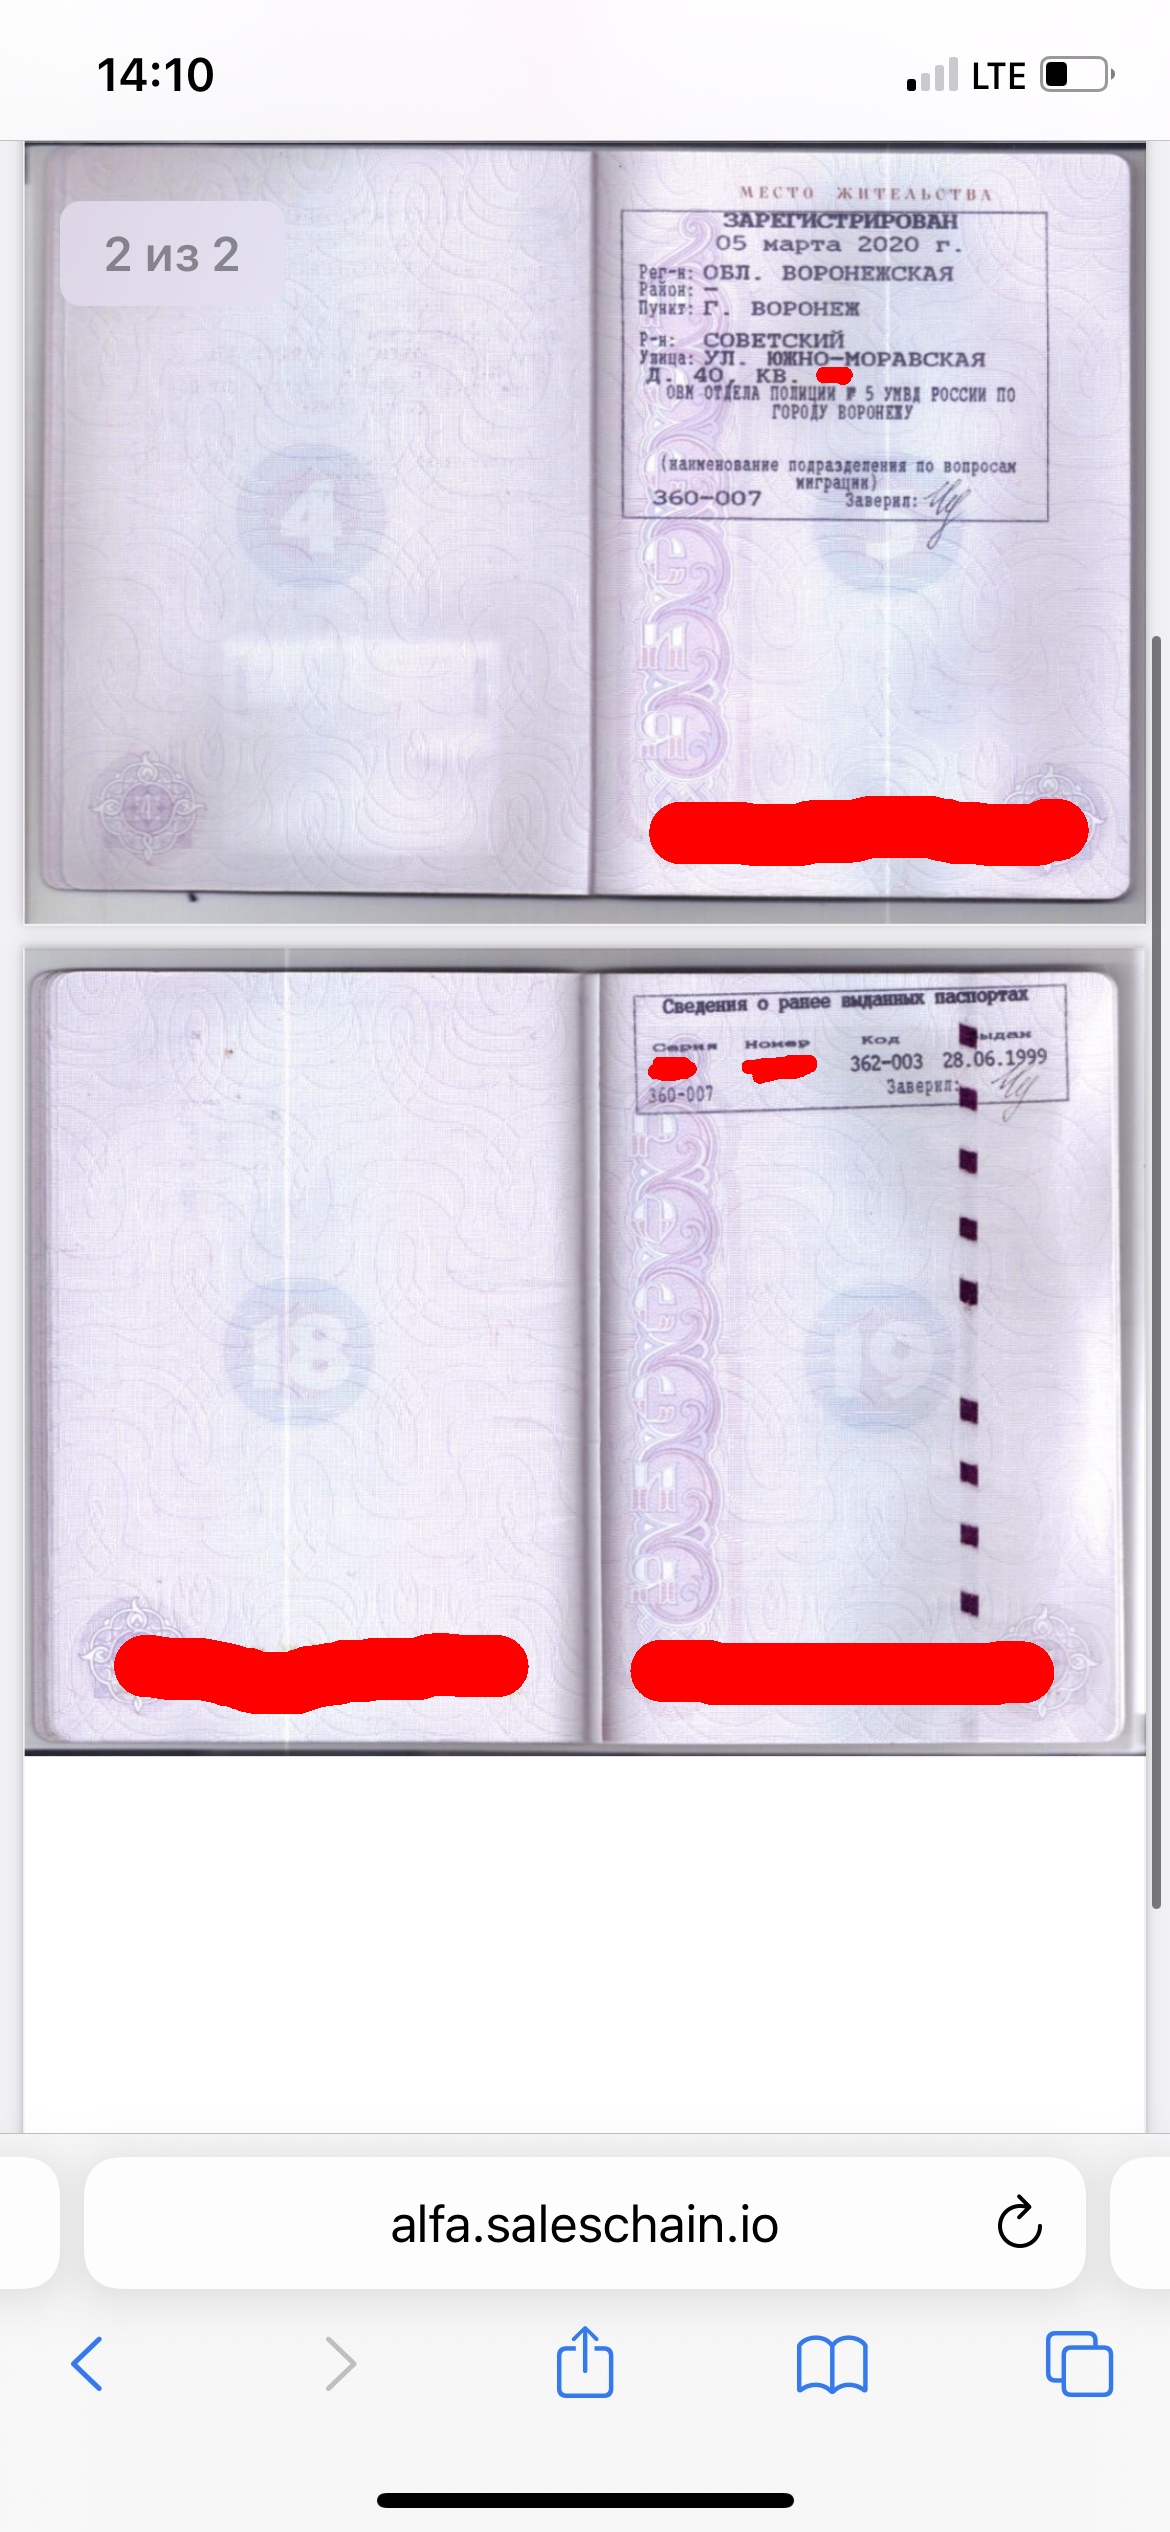 14:10
LTE
2 из 2
МЕСТО ЖИТЕЛЬСТВА
ЗАРЕГИСТРИРОВАН
05 марта 2020 г.
Рег-н: ОБЛ. ВОРОНЕЖСКАЯ
Район: —
Пункт: Г. ВОРОНЕЖ
Р-н: СОВЕТСКИЙ
Улица: УЛ. ЮЖНО-МОРАВСКАЯ
Д. 40, КВ.
ОВМ ОТДЕЛА ПОЛИЦИИ № 5 УМВД РОССИИ ПО
ГОРОДУ ВОРОНЕЖУ
(наименование подразделения по вопросам
миграции)
360-007 Заверил:
4
Сведения о ранее выданных паспортах
Серия Номер Код Выдан
362-003 28.06.1999
360-007 Заверил:
18
19
alfa.saleschain.io